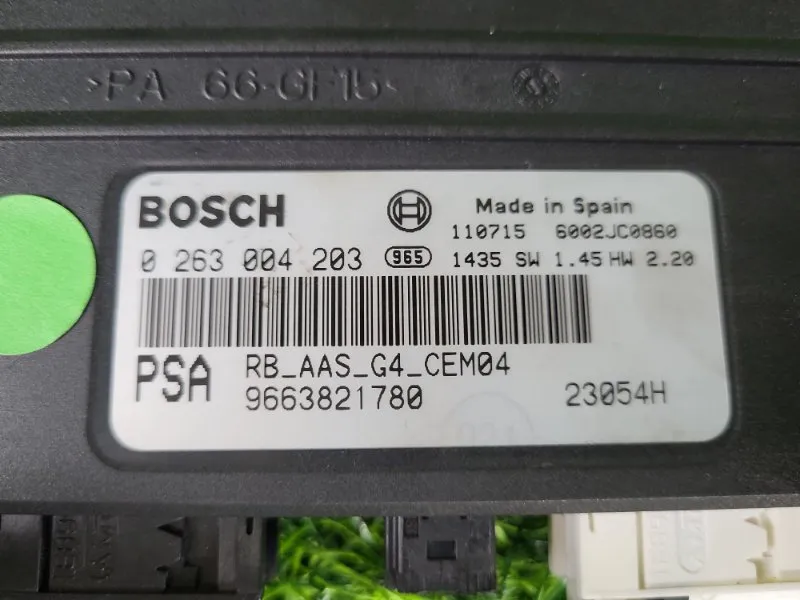 >PA 66-GF15<
BOSCH
Made in Spain
110715 6002JC0860
0 263 004 203 965 1435 SW 1.45 HW 2.20
PSA RB_AAS_G4_CEM04
9663821780 23054H